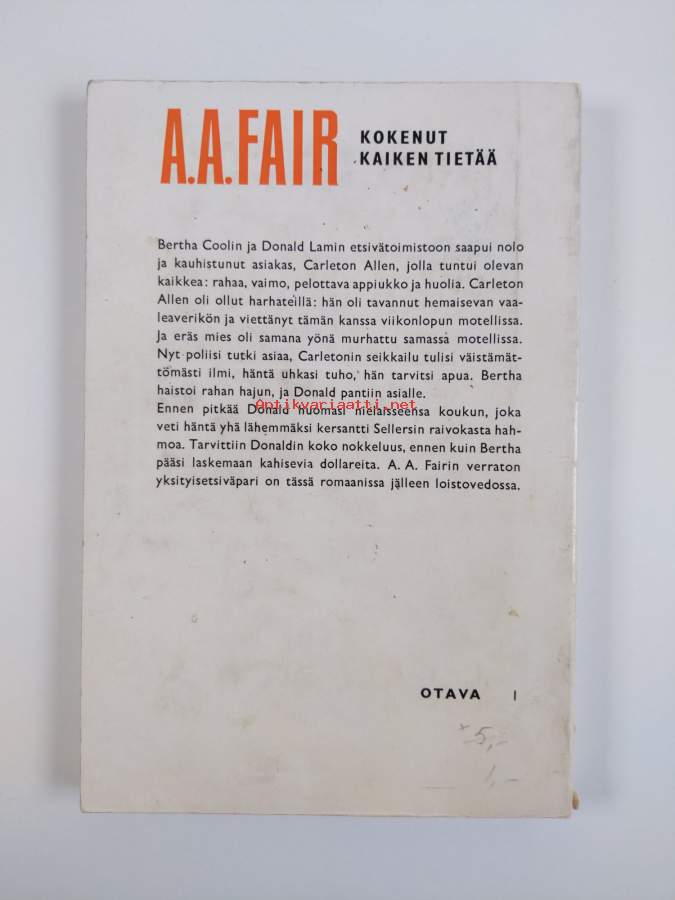 A.A.FAIR
KOKENUT
KAIKEN TIETÄÄ
Bertha Coolin ja Donald Lamin etsivätoimistoon saapui nolo
ja kauhistunut asiakas, Carleton Allen, jolla tuntui olevan
kaikkea: rahaa, vaimo, pelottava appiukko ja huolia. Carleton
Allen oli ollut harhateillä: hän oli tavannut hemaisevan vaa-
leaverikön ja viettänyt tämän kanssa viikonlopun motellissa.
Ja eräs mies oli samana yönä murhattu samassa motellissa.
Nyt poliisi tutki asiaa, Carletonin seikkailu tulisi väistämät-
tömästi ilmi, häntä uhkasi tuho, hän tarvitsi apua. Bertha
haistoi rahan hajun, ja Donald pantiin asialle.
Antikvariaatti.net
Ennen pitkää Donald huomasi nielaisseensa koukun, joka
veti häntä yhä lähemmäksi kersantti Sellersin raivokasta hah-
moa. Tarvittiin Donaldin koko nokkeluus, ennen kuin Bertha
pääsi laskemaan kahisevia dollareita. A. A. Fairin verraton
yksityisetsiväpari on tässä romaanissa jälleen loistovedossa.
OTAVA I
x 5,-
1,-